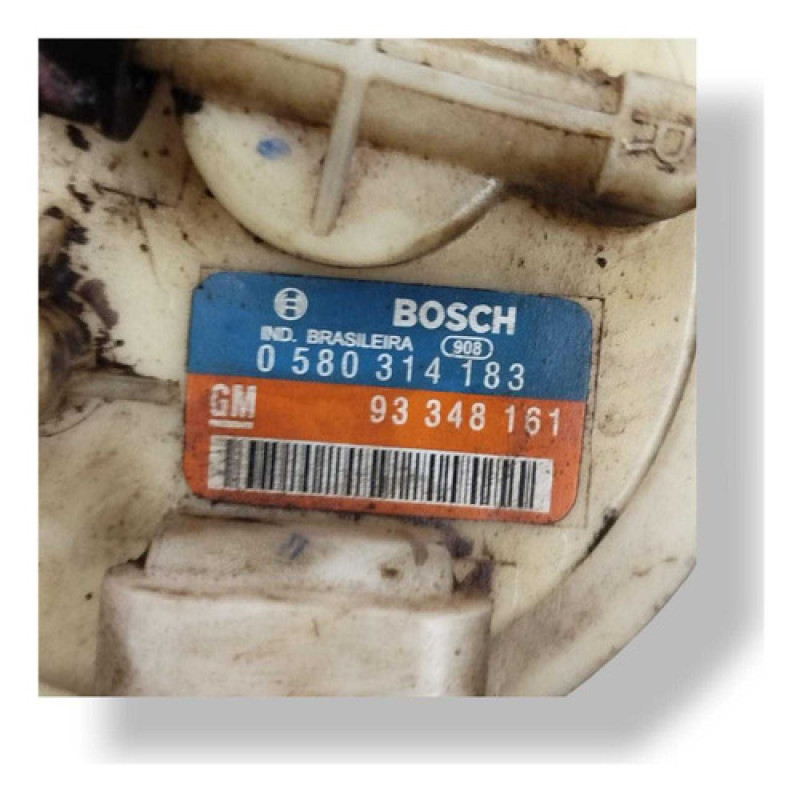 R
BOSCH
IND. BRASILEIRA 908
0 580 314 183
GM 93 348 161